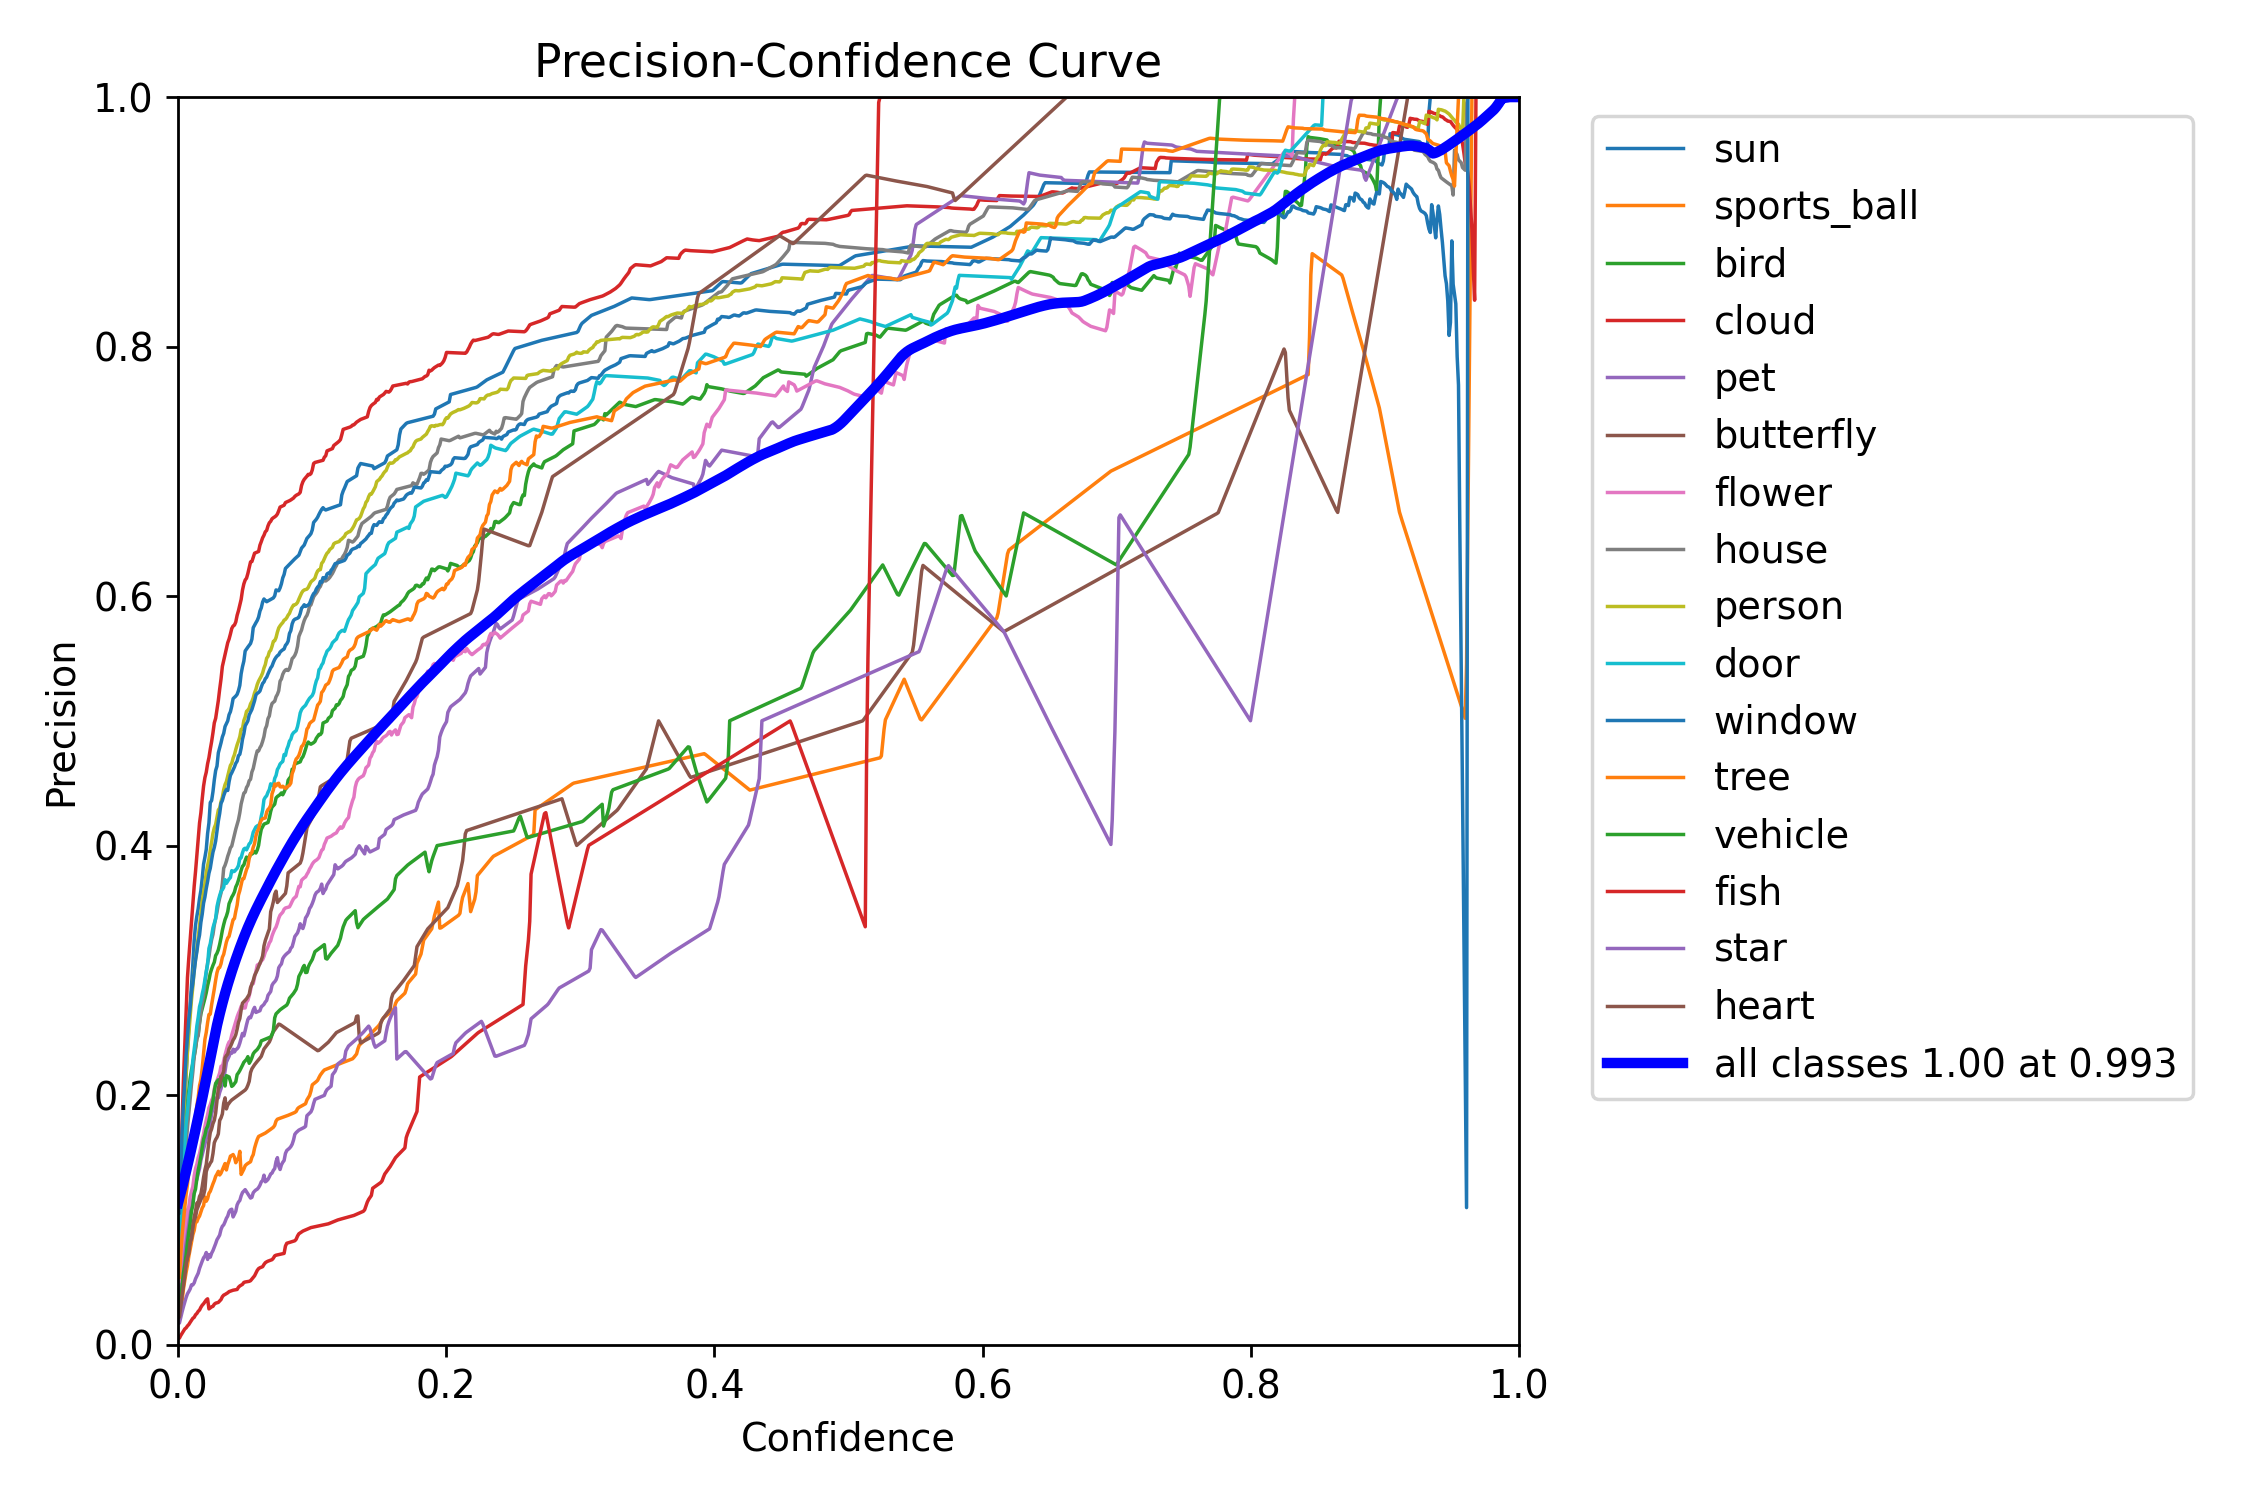 Precision-Confidence Curve
1.0
0.8
0.6
0.4
0.2
0.0
Precision
0.0 0.2 0.4 0.6 0.8 1.0
Confidence
sun
sports_ball
bird
cloud
pet
butterfly
flower
house
person
door
window
tree
vehicle
fish
star
heart
all classes 1.00 at 0.993